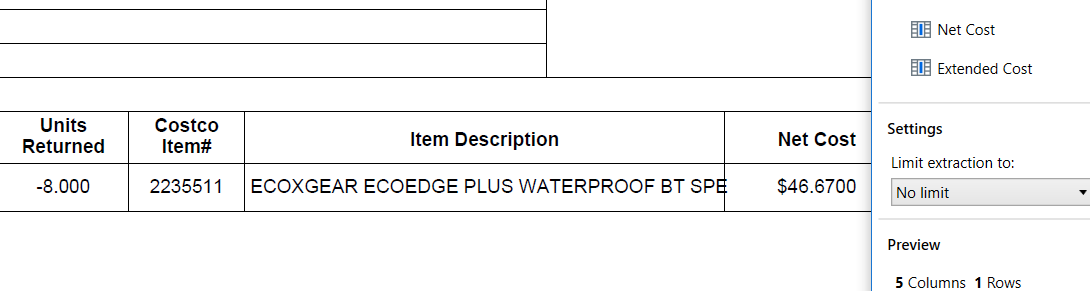 Net Cost
Extended Cost
Settings
Limit extraction to:
No limit
Preview
5 Columns 1 Rows
Units Returned
Costco Item#
Item Description
Net Cost
-8.000
2235511
ECOXGEAR ECOEDGE PLUS WATERPROOF BT SPE
$46.6700